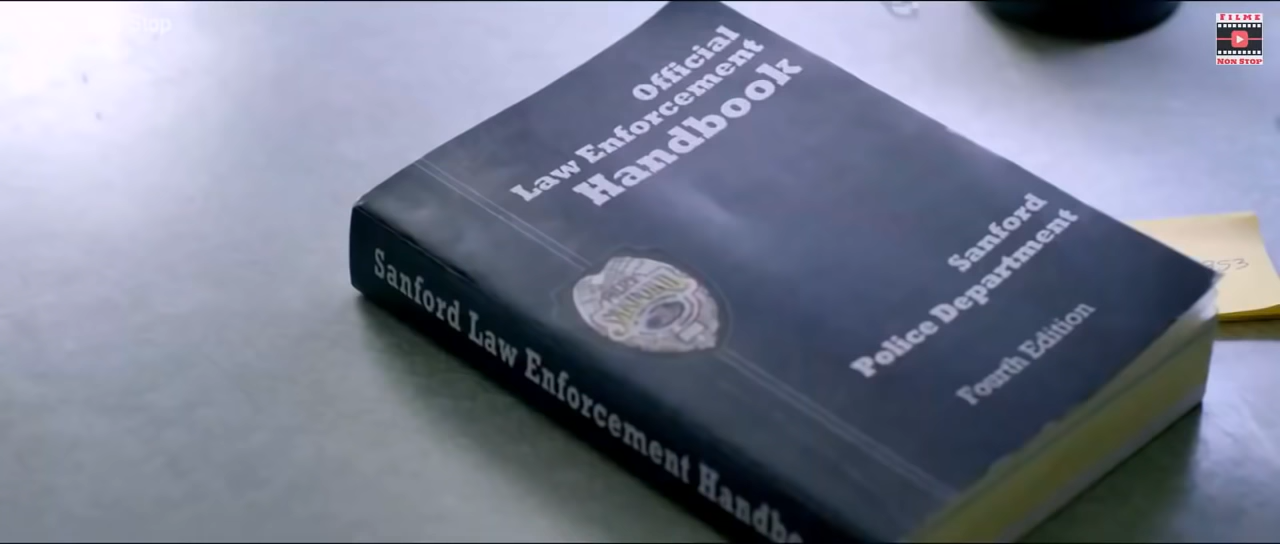 Official
Law Enforcement
Handbook
Sanford
Police Department
Fourth Edition
Sanford Law Enforcement Handbo
FILME
NON STOP